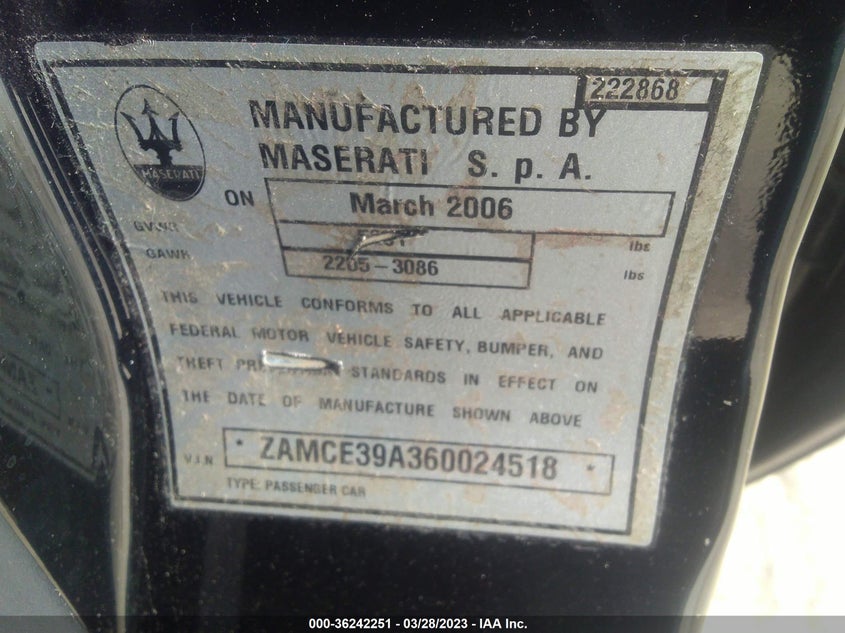 222868
MASERATI
MANUFACTURED BY
MASERATI S. p. A.
ON March 2006
GVWR lbs
GAWR 2205-3086 lbs
THIS VEHICLE CONFORMS TO ALL APPLICABLE
FEDERAL MOTOR VEHICLE SAFETY, BUMPER, AND
THEFT STANDARDS IN EFFECT ON
THE DATE OF MANUFACTURE SHOWN ABOVE
V.I.N * ZAMCE39A360024518 *
TYPE: PASSENGER CAR
000-36242251 / 03/28/2023 - IAA Inc.